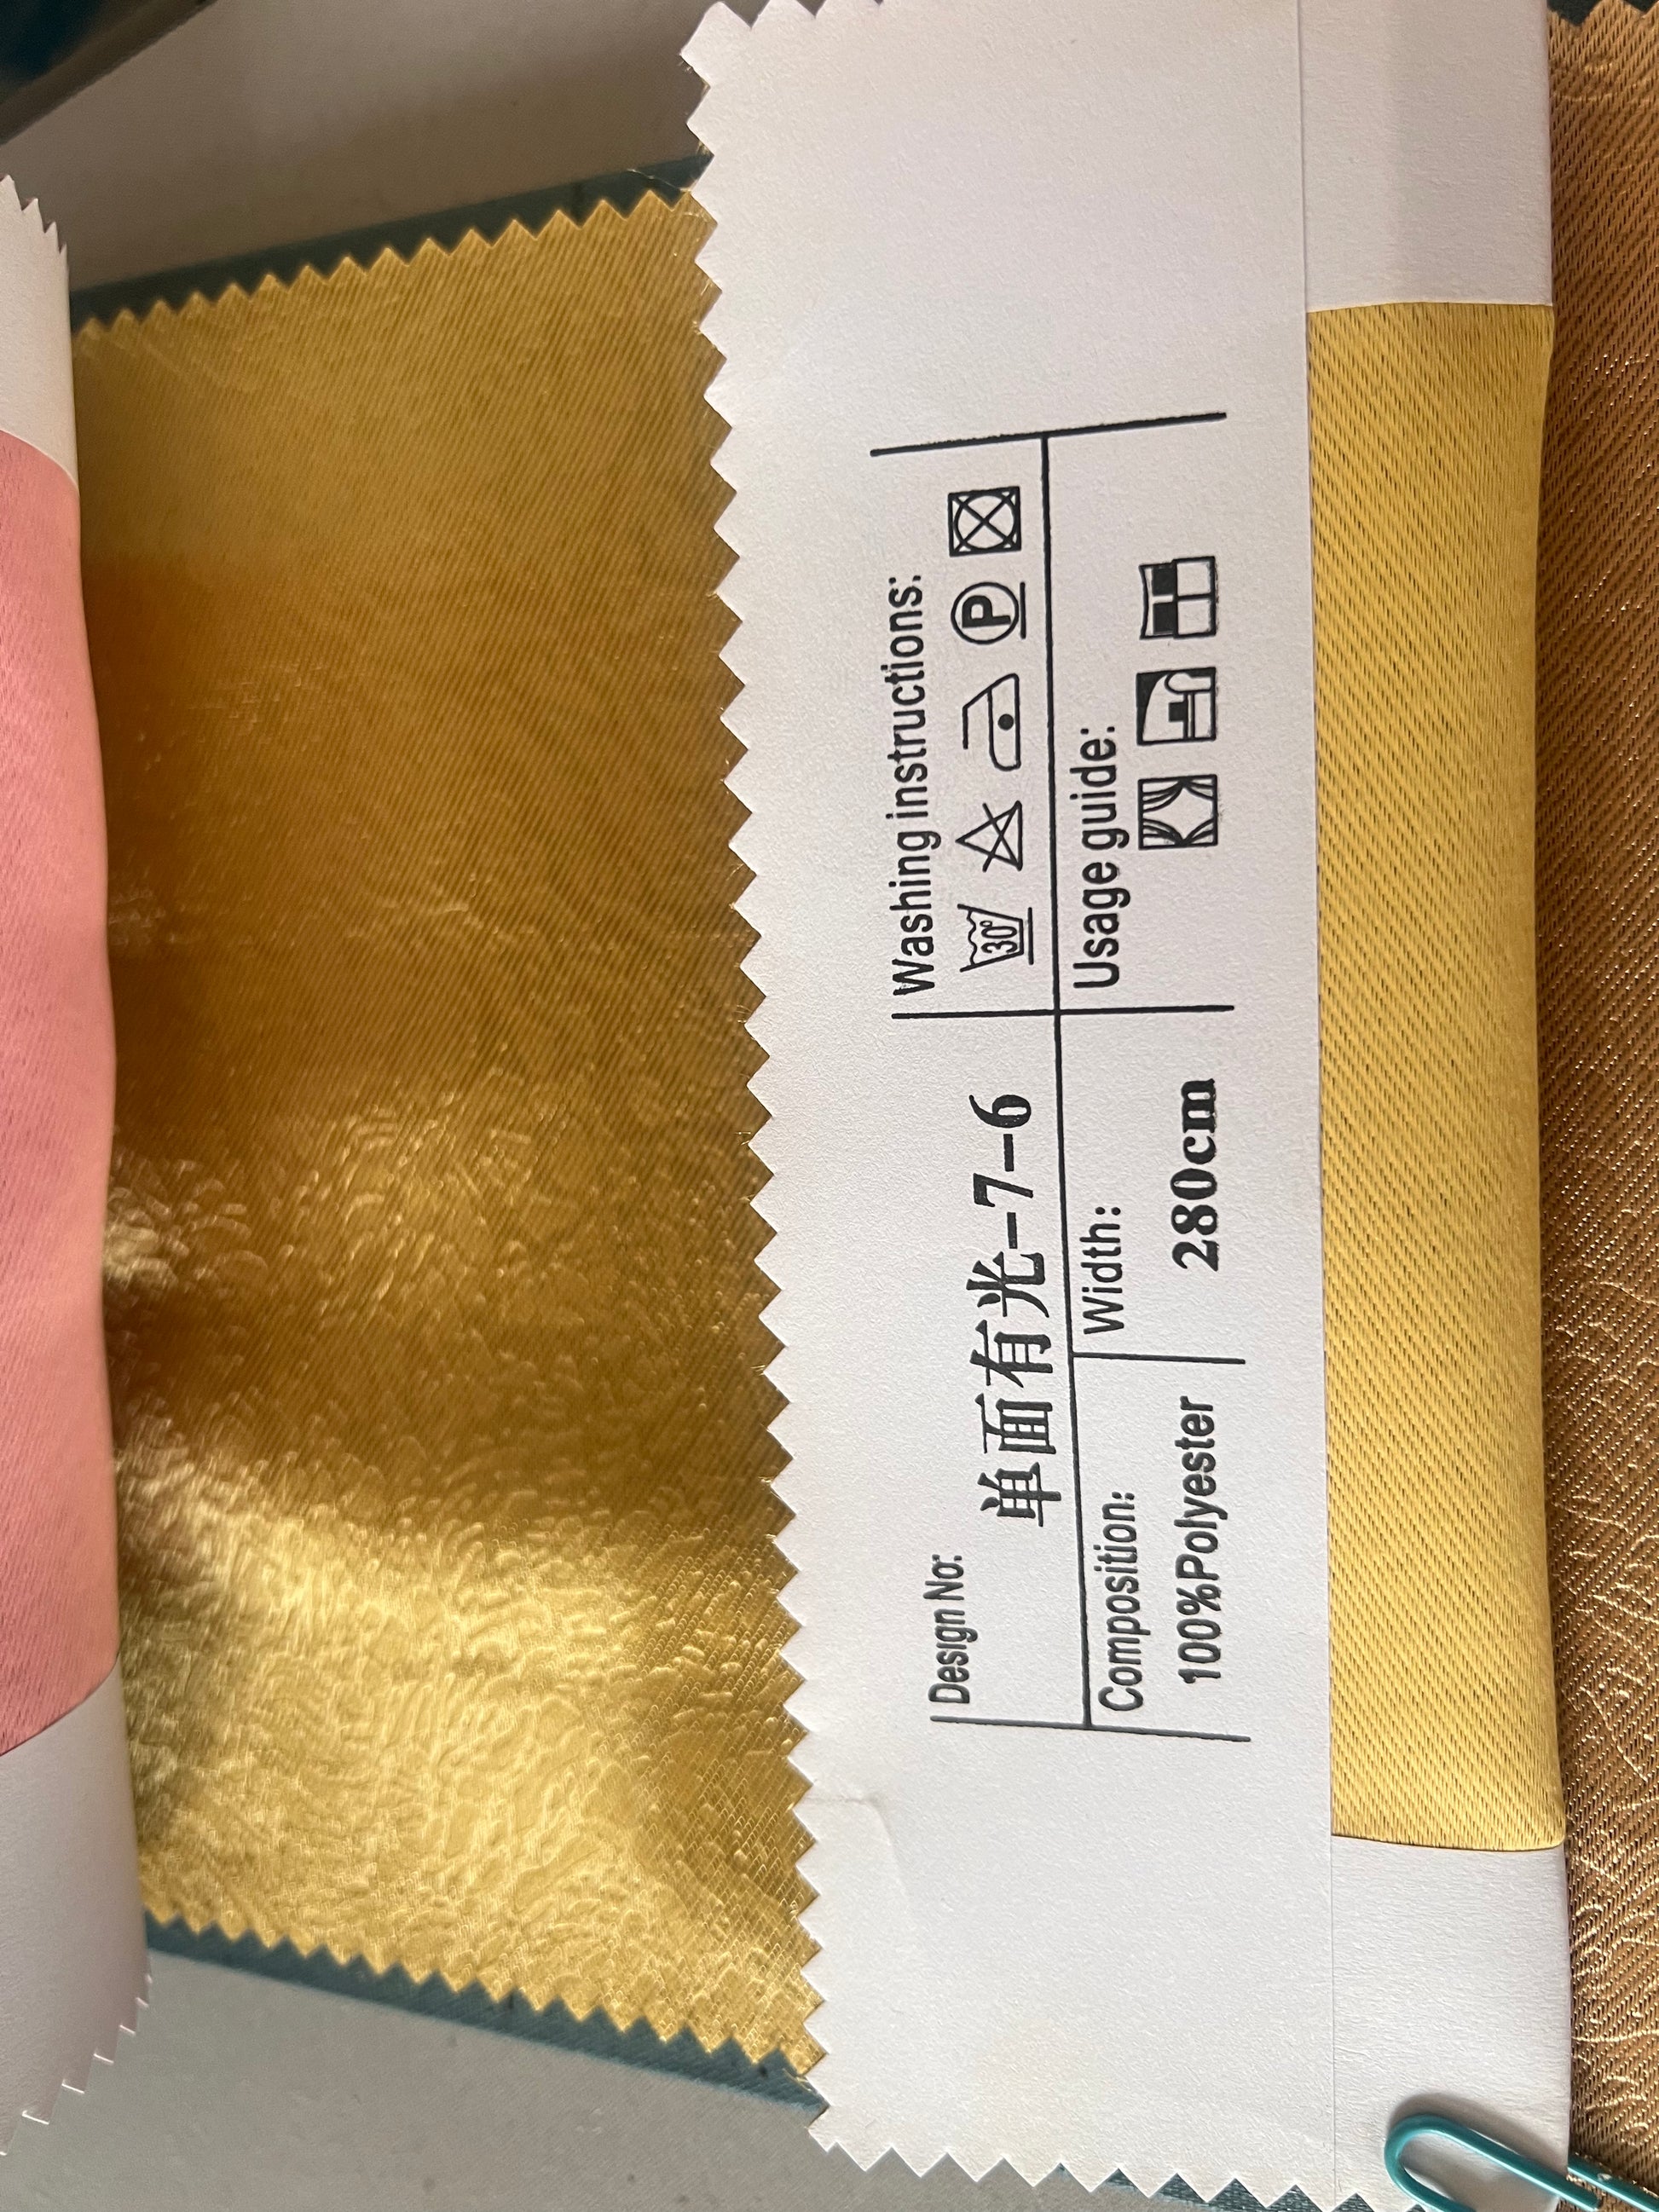 Design No:
单面有光-7-6
Composition:
100%Polyester
Width:
280cm
Washing instructions:
30°
P
Usage guide: